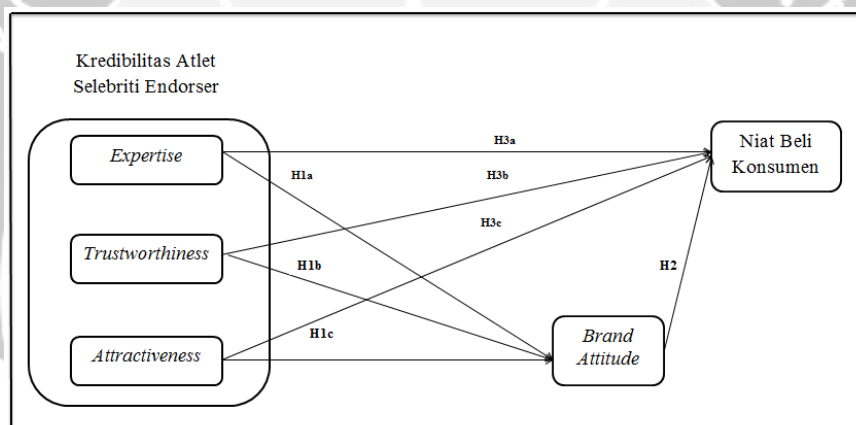 Kredibilitas Atlet
Selebriti Endorser
Expertise
H3a
Niat Beli
Konsumen
H1a
H3b
H3c
Trustworthiness
H1b
H2
Attractiveness
H1c
Brand
Attitude